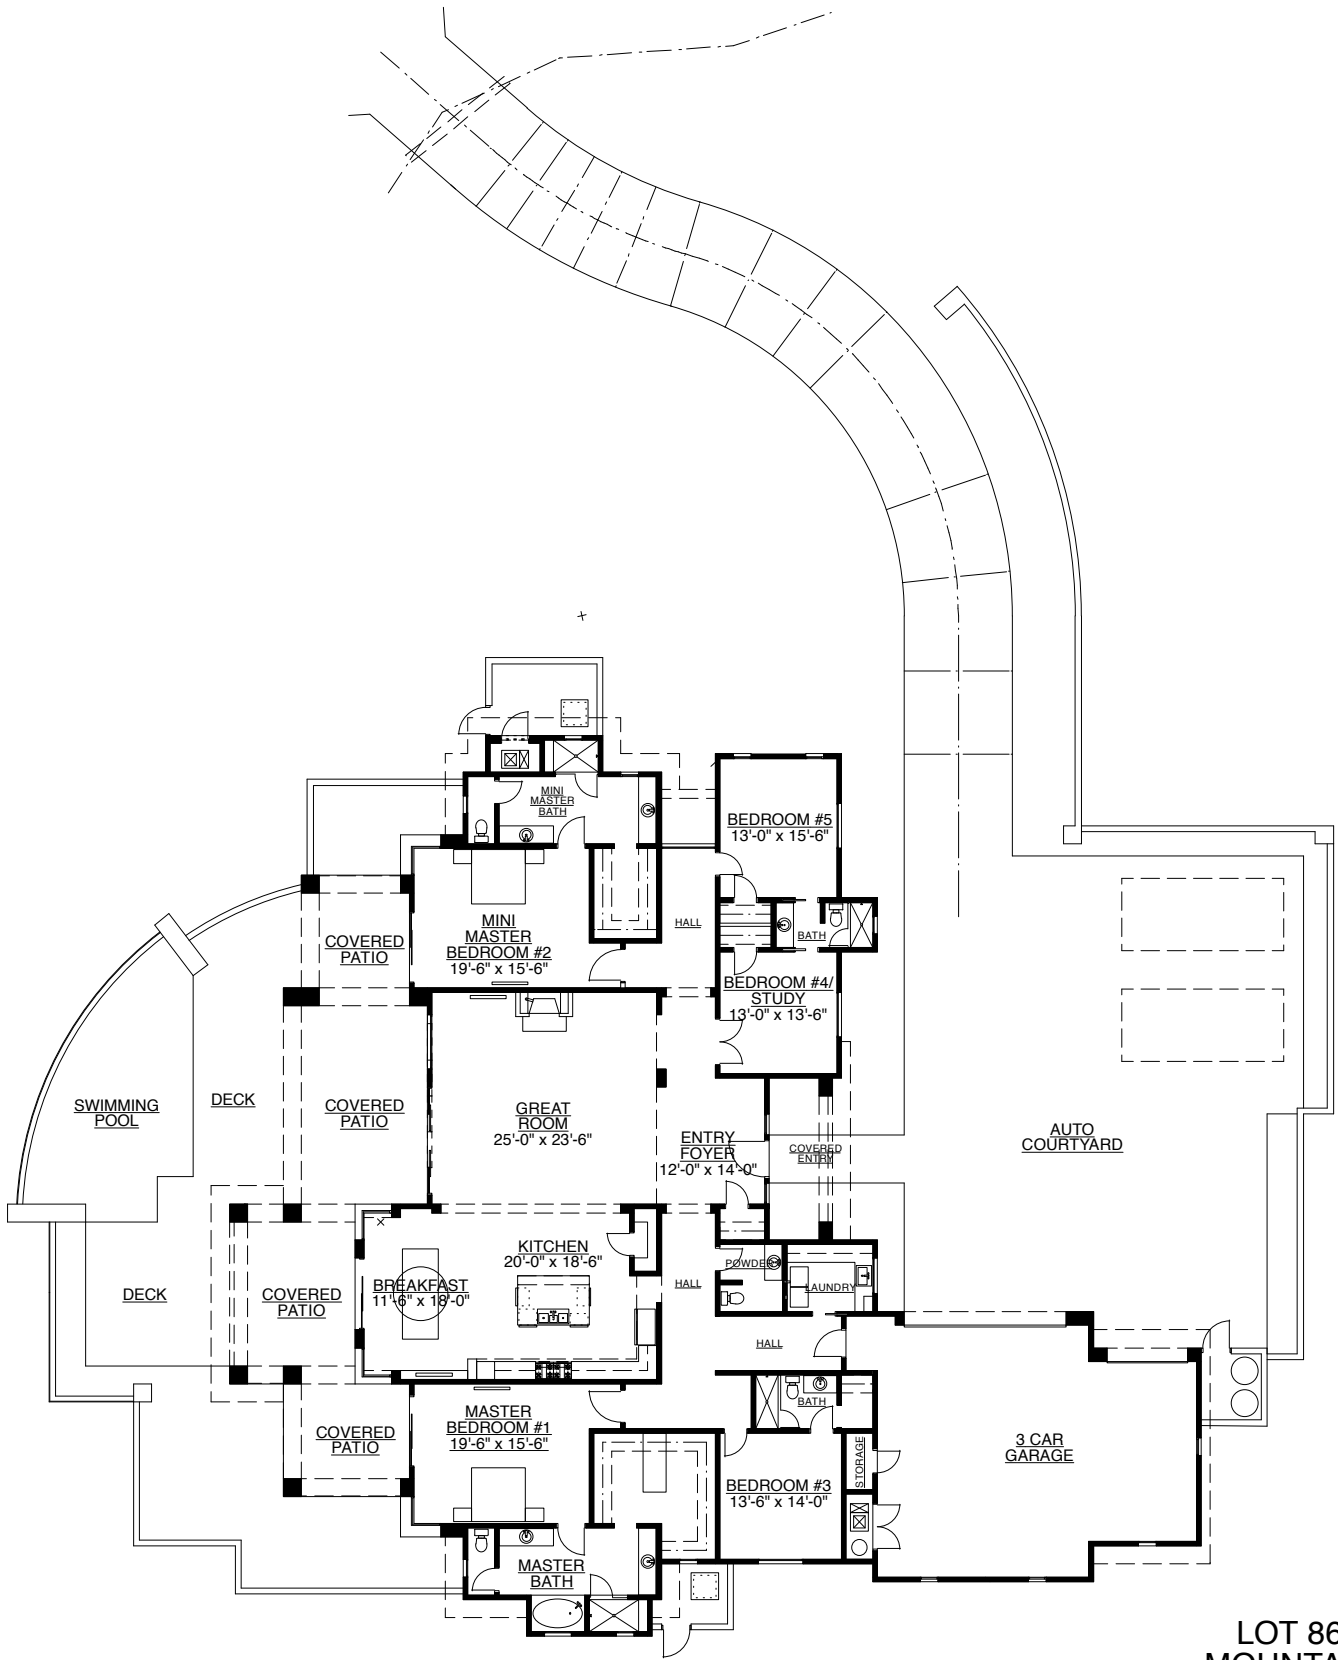 MINI
MASTER
BATH
BEDROOM #5
13'-0" x 15'-6"
MINI
MASTER
BEDROOM #2
19'-6" x 15'-6"
HALL
BATH
COVERED
PATIO
BEDROOM #4/
STUDY
13'-0" x 13'-6"
SWIMMING
POOL
DECK
COVERED
PATIO
GREAT
ROOM
25'-0" x 23'-6"
ENTRY
FOYER
12'-0" x 14'-0"
COVERED
ENTRY
AUTO
COURTYARD
KITCHEN
20'-0" x 18'-6"
BREAKFAST
11'-6" x 18'-0"
DECK
COVERED
PATIO
HALL
POWDER
LAUNDRY
HALL
MASTER
BEDROOM #1
19'-6" x 15'-6"
COVERED
PATIO
BATH
STORAGE
3 CAR
GARAGE
BEDROOM #3
13'-6" x 14'-0"
MASTER
BATH
LOT 86
MOUNTA